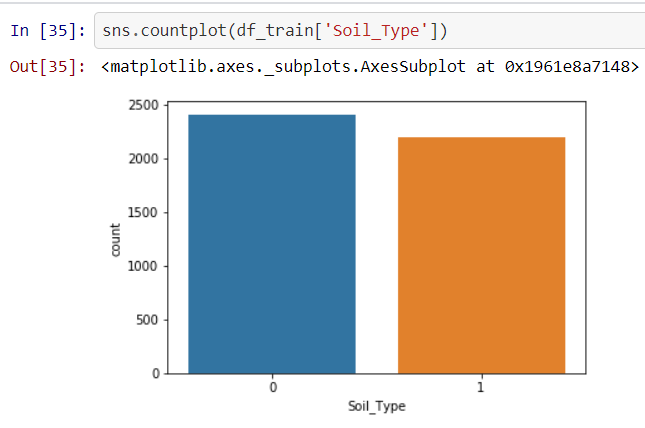 In [35]: sns.countplot(df_train['Soil_Type'])
Out[35]: <matplotlib.axes._subplots.AxesSubplot at 0x1961e8a7148>
2500
2000
1500
1000
500
0
count
0 1
Soil_Type